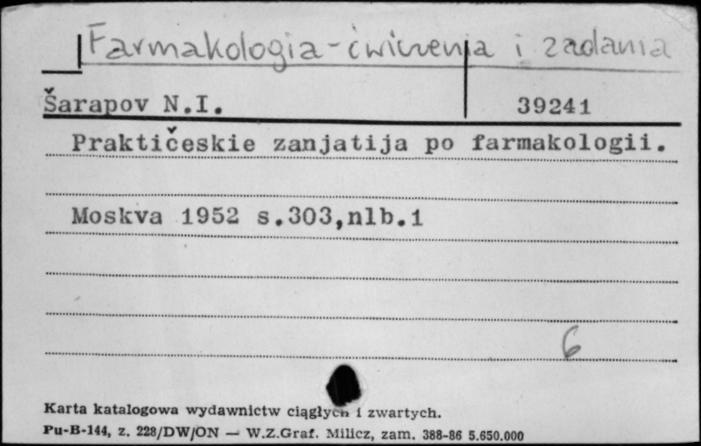 Farmakologia - ćwiczenia i zadania
Šarapov N.I. 39241
Praktičeskie zanjatija po farmakologii.
Moskva 1952 s.303,nlb.1
6
Karta katalogowa wydawnictw ciągłych i zwartych.
Pu-B-144, z. 228/DW/ON — W.Z.Graf. Milicz, zam. 388-86 5.650.000